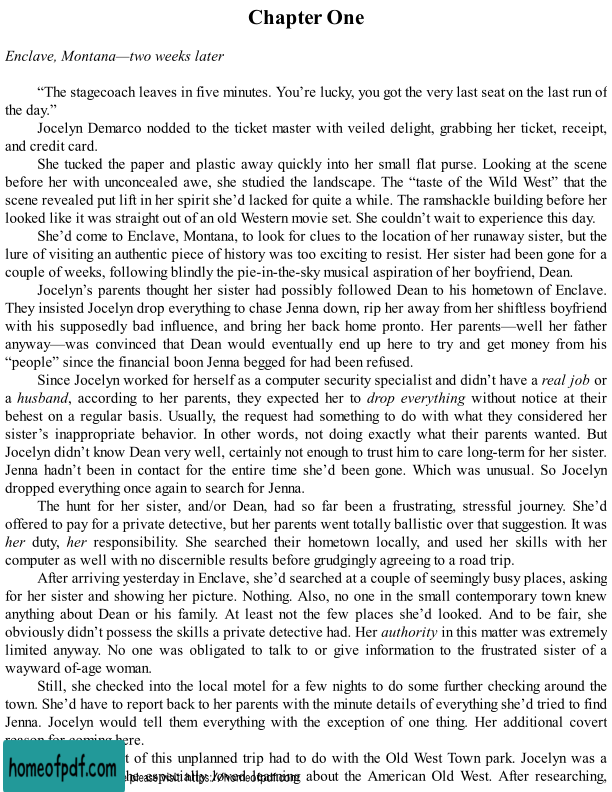 Chapter One
Enclave, Montana—two weeks later
“The stagecoach leaves in five minutes. You’re lucky, you got the very last seat on the last run of
the day.”
Jocelyn Demarco nodded to the ticket master with veiled delight, grabbing her ticket, receipt,
and credit card.
She tucked the paper and plastic away quickly into her small flat purse. Looking at the scene
before her with unconcealed awe, she studied the landscape. The “taste of the Wild West” that the
scene revealed put lift in her spirit she’d lacked for quite a while. The ramshackle building before her
looked like it was straight out of an old Western movie set. She couldn’t wait to experience this day.
She’d come to Enclave, Montana, to look for clues to the location of her runaway sister, but the
lure of visiting an authentic piece of history was too exciting to resist. Her sister had been gone for a
couple of weeks, following blindly the pie-in-the-sky musical aspiration of her boyfriend, Dean.
Jocelyn’s parents thought her sister had possibly followed Dean to his hometown of Enclave.
They insisted Jocelyn drop everything to chase Jenna down, rip her away from her shiftless boyfriend
with his supposedly bad influence, and bring her back home pronto. Her parents—well her father
anyway—was convinced that Dean would eventually end up here to try and get money from his
“people” since the financial boon Jenna begged for had been refused.
Since Jocelyn worked for herself as a computer security specialist and didn’t have a real job or
a husband, according to her parents, they expected her to drop everything without notice at their
behest on a regular basis. Usually, the request had something to do with what they considered her
sister’s inappropriate behavior. In other words, not doing exactly what their parents wanted. But
Jocelyn didn’t know Dean very well, certainly not enough to trust him to care long-term for her sister.
Jenna hadn’t been in contact for the entire time she’d been gone. Which was unusual. So Jocelyn
dropped everything once again to search for Jenna.
The hunt for her sister, and/or Dean, had so far been a frustrating, stressful journey. She’d
offered to pay for a private detective, but her parents went totally ballistic over that suggestion. It was
her duty, her responsibility. She searched their hometown locally, and used her skills with her
computer as well with no discernible results before grudgingly agreeing to a road trip.
After arriving yesterday in Enclave, she’d searched at a couple of seemingly busy places, asking
for her sister and showing her picture. Nothing. Also, no one in the small contemporary town knew
anything about Dean or his family. At least not the few places she’d looked. And to be fair, she
obviously didn’t possess the skills a private detective had. Her authority in this matter was extremely
limited anyway. No one was obligated to talk to or give information to the frustrated sister of a
wayward of-age woman.
Still, she checked into the local motel for a few nights to do some further checking around the
town. She’d have to report back to her parents with the minute details of everything she’d tried to find
Jenna. Jocelyn would tell them everything with the exception of one thing. Her additional covert
reason for coming here.
t of this unplanned trip had to do with the Old West Town park. Jocelyn was a
she especially loved learning about the American Old West. After researching,
homeofpdf.com
please visit: https://homeofpdf.com